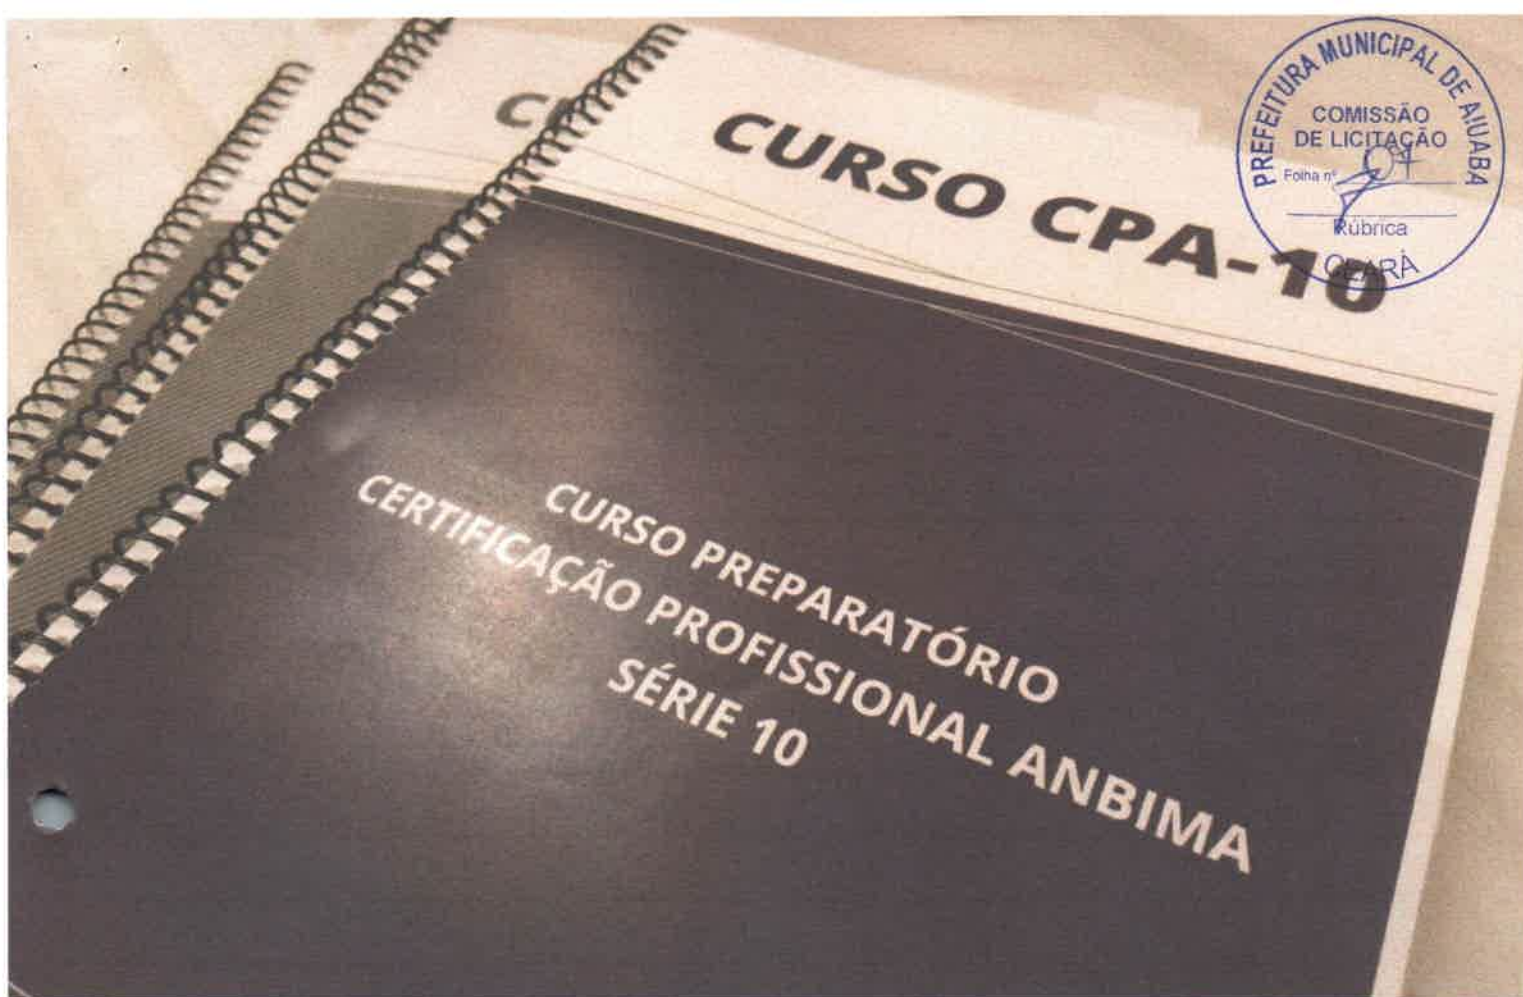 CURSO CPA-10
CURSO PREPARATÓRIO
CERTIFICAÇÃO PROFISSIONAL ANBIMA
SÉRIE 10
PREFEITURA MUNICIPAL DE AIUABA
COMISSÃO
DE LICITAÇÃO
Folha nº
Rúbrica
CEARÀ